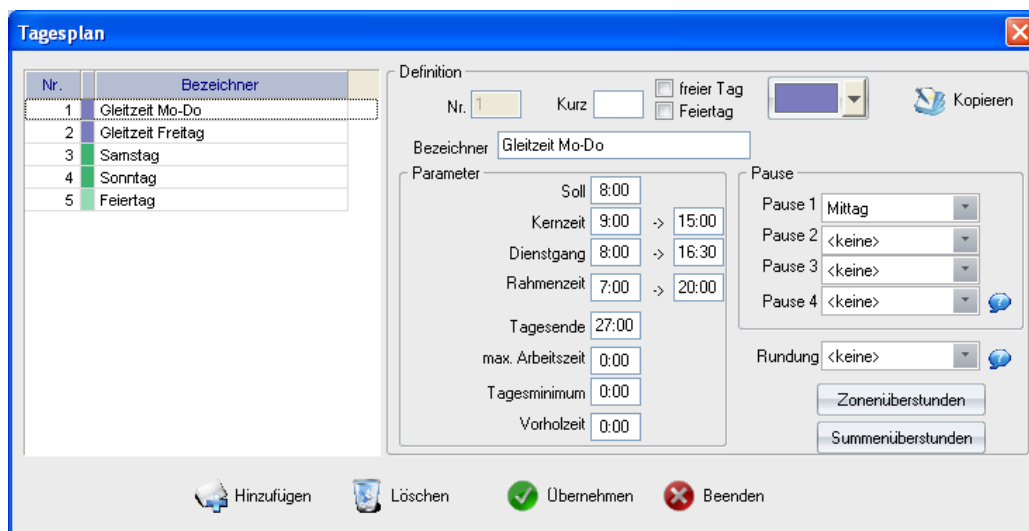 Tagesplan
Nr. Bezeichner
1 Gleitzeit Mo-Do
2 Gleitzeit Freitag
3 Samstag
4 Sonntag
5 Feiertag
Definition
Nr. 1 Kurz
freier Tag
Feiertag
Kopieren
Bezeichner Gleitzeit Mo-Do
Parameter
Soll 8:00
Kernzeit 9:00 -> 15:00
Dienstgang 8:00 -> 16:30
Rahmenzeit 7:00 -> 20:00
Tagesende 27:00
max. Arbeitszeit 0:00
Tagesminimum 0:00
Vorholzeit 0:00
Pause
Pause 1 Mittag
Pause 2 <keine>
Pause 3 <keine>
Pause 4 <keine>
Rundung <keine>
Zonenüberstunden
Summenüberstunden
Hinzufügen Löschen Übernehmen Beenden